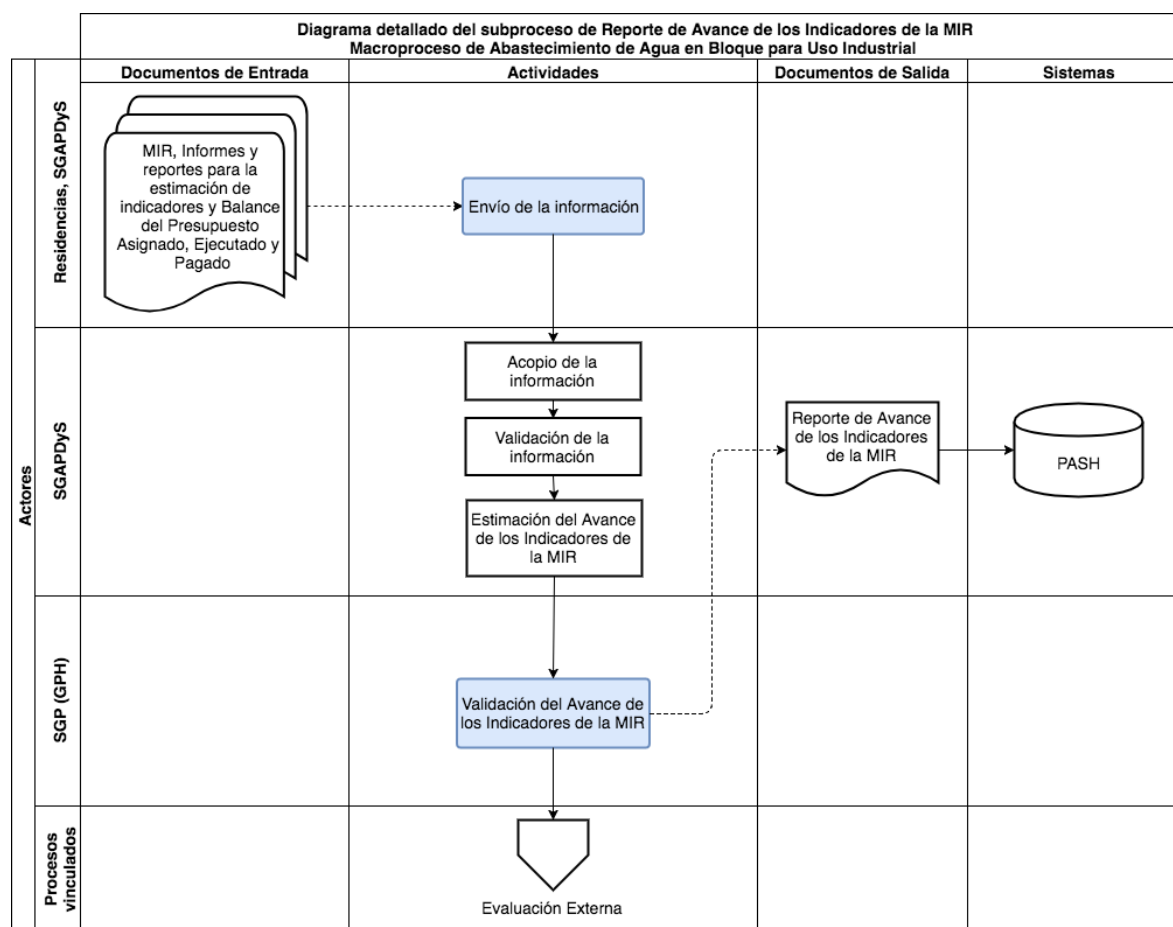 Diagrama detallado del subproceso de Reporte de Avance de los Indicadores de la MIR
Macroproceso de Abastecimiento de Agua en Bloque para Uso Industrial
Documentos de Entrada
Actividades
Documentos de Salida
Sistemas
Actores
Residencias, SGAPDyS
MIR, Informes y
reportes para la
estimación de
indicadores y Balance
del Presupuesto
Asignado, Ejecutado y
Pagado
Envío de la información
SGAPDyS
Acopio de la
información
Validación de la
información
Estimación del Avance
de los Indicadores de
la MIR
Reporte de Avance
de los Indicadores
de la MIR
PASH
SGP (GPH)
Validación del Avance de
los Indicadores de la MIR
Procesos
vinculados
Evaluación Externa